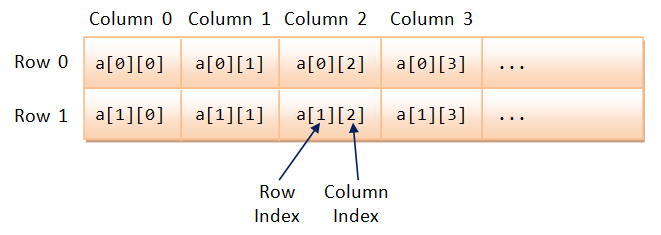 Column 0 Column 1 Column 2 Column 3
Row 0 a[0][0] a[0][1] a[0][2] a[0][3] ...
Row 1 a[1][0] a[1][1] a[1][2] a[1][3] ...
Row Column
Index Index